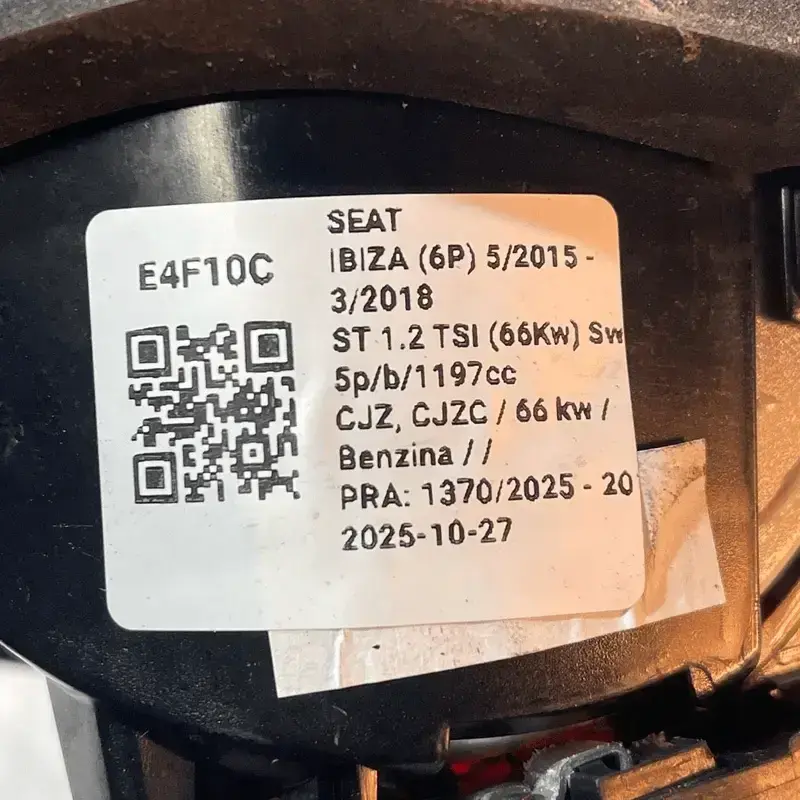 E4F10C
SEAT
IBIZA (6P) 5/2015 -
3/2018
ST 1.2 TSI (66Kw) Sw
5p/b/1197cc
CJZ, CJZC / 66 kw /
Benzina / /
PRA: 1370/2025 - 20
2025-10-27